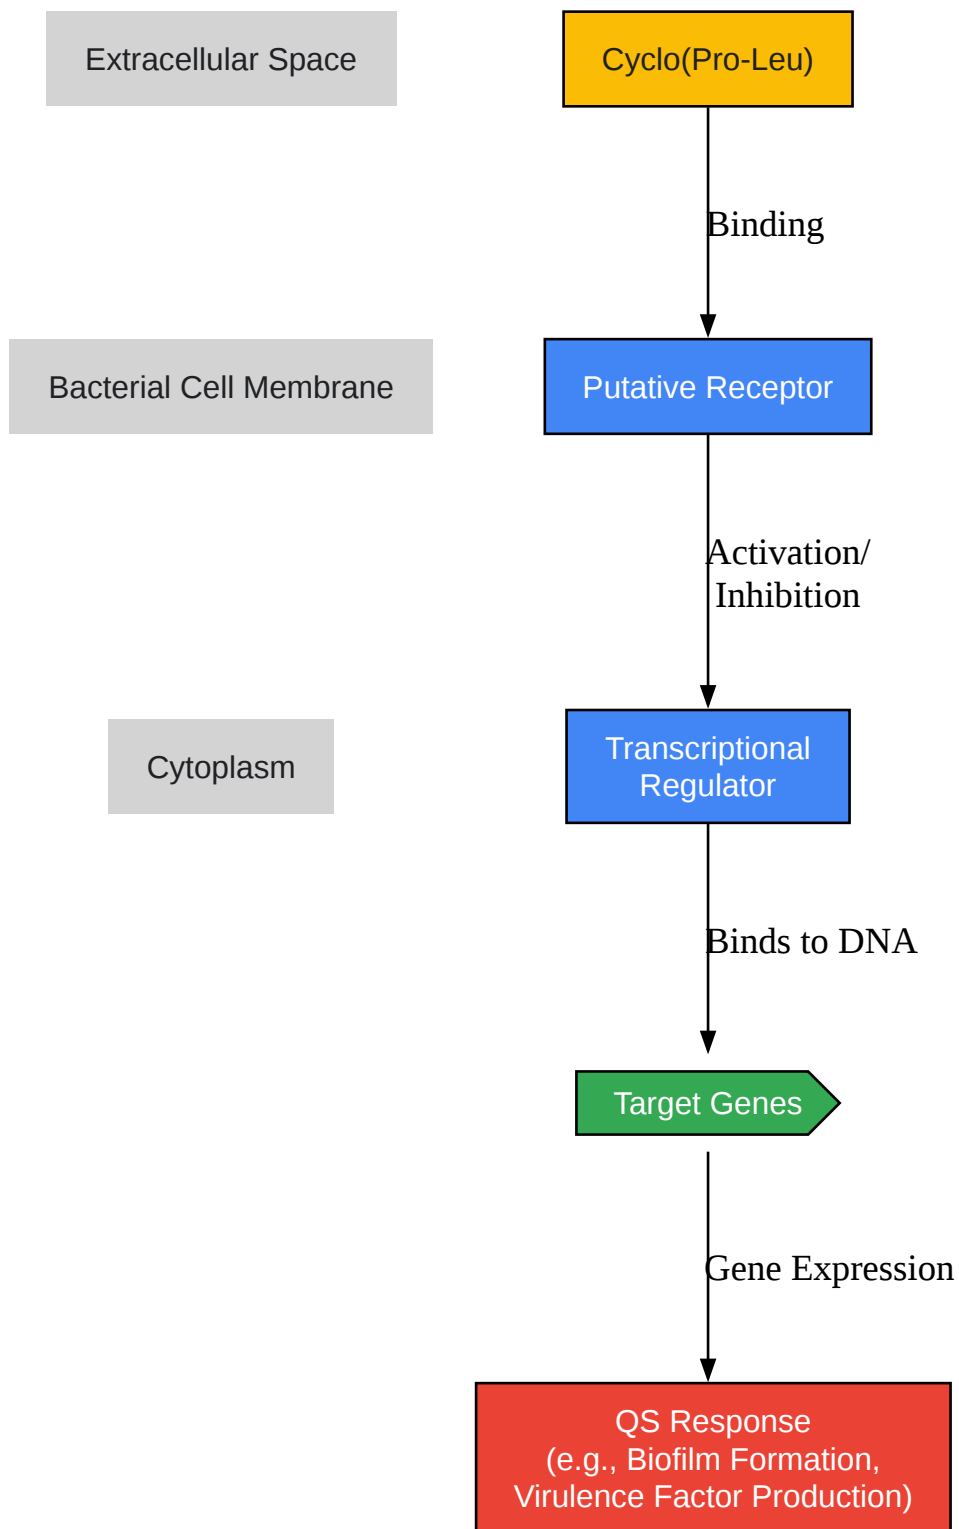 Extracellular Space
Cyclo(Pro-Leu)
Binding
Bacterial Cell Membrane
Putative Receptor
Activation/
Inhibition
Cytoplasm
Transcriptional
Regulator
Binds to DNA
Target Genes
Gene Expression
QS Response
(e.g., Biofilm Formation,
Virulence Factor Production)